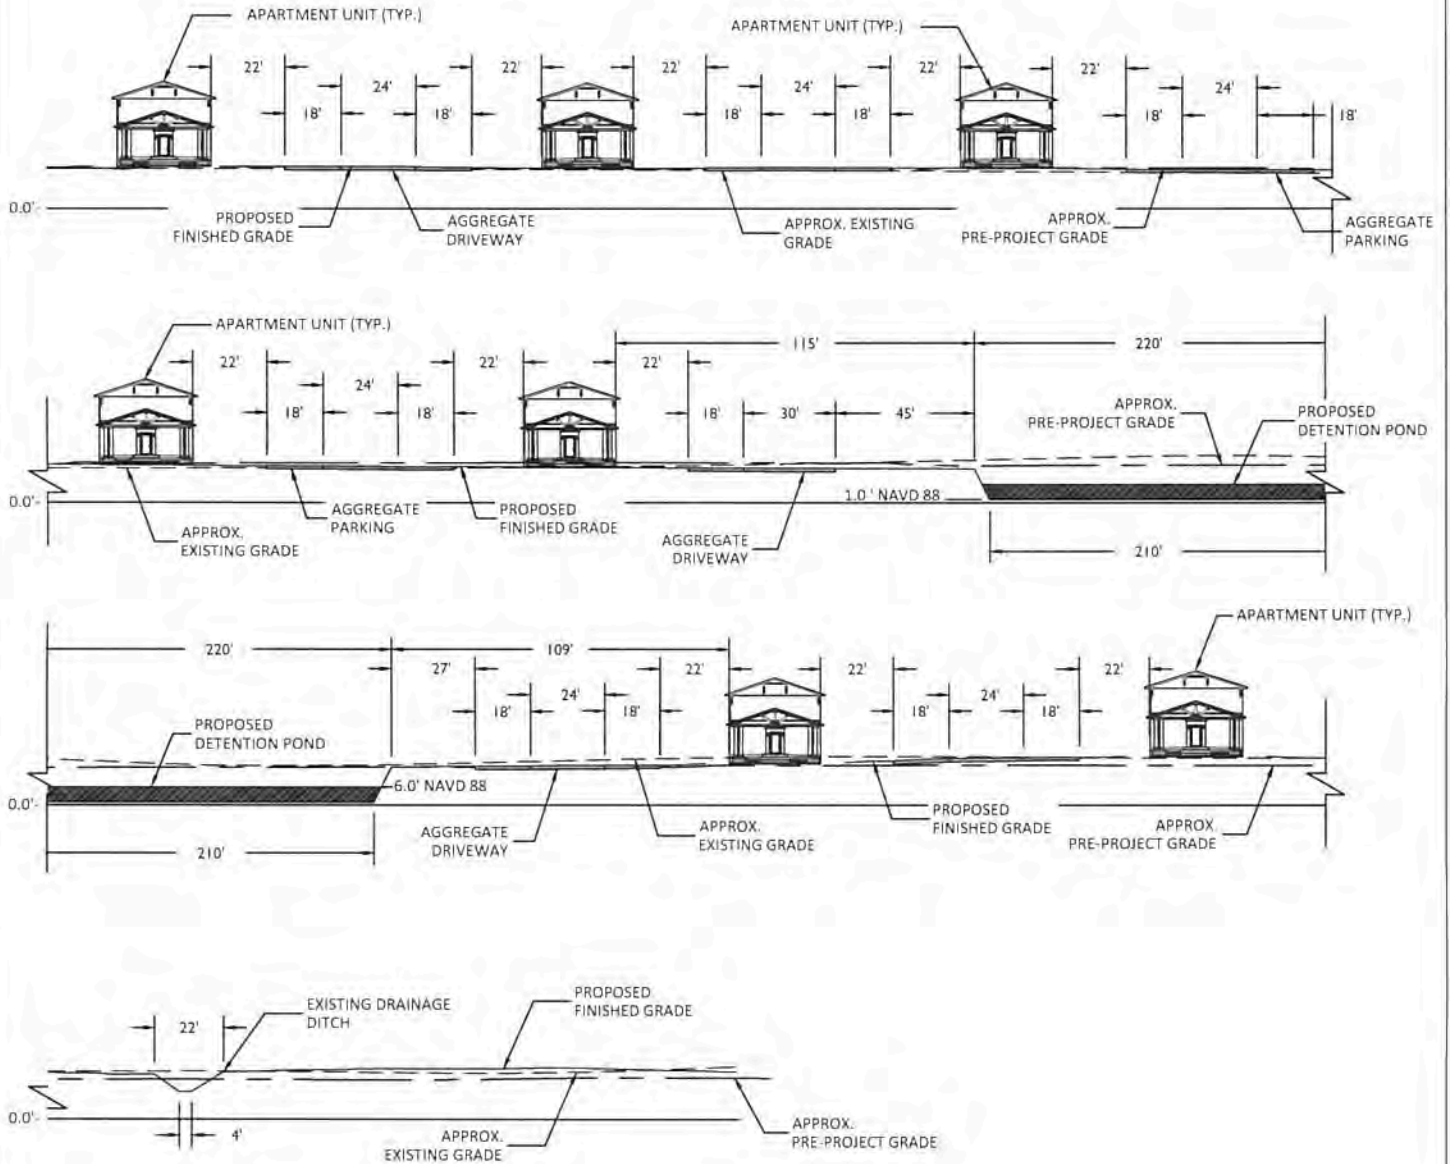 APARTMENT UNIT (TYP.)
APARTMENT UNIT (TYP.)
22'
22'
22'
22'
22'
24'
24'
24'
18'
18'
18'
18'
18'
18'
0.0'
PROPOSED
FINISHED GRADE
AGGREGATE
DRIVEWAY
APPROX. EXISTING
GRADE
APPROX.
PRE-PROJECT GRADE
AGGREGATE
PARKING
APARTMENT UNIT (TYP.)
115'
220'
22'
22'
22'
24'
18'
18'
18'
30'
45'
APPROX.
PRE-PROJECT GRADE
PROPOSED
DETENTION POND
0.0'
1.0' NAVD 88
APPROX.
EXISTING GRADE
AGGREGATE
PARKING
PROPOSED
FINISHED GRADE
AGGREGATE
DRIVEWAY
210'
APARTMENT UNIT (TYP.)
220'
109'
27'
22'
22'
22'
24'
24'
18'
18'
18'
18'
PROPOSED
DETENTION POND
6.0' NAVD 88
0.0'
AGGREGATE
DRIVEWAY
APPROX.
EXISTING GRADE
PROPOSED
FINISHED GRADE
APPROX.
PRE-PROJECT GRADE
210'
EXISTING DRAINAGE
DITCH
PROPOSED
FINISHED GRADE
22'
0.0'
4'
APPROX.
EXISTING GRADE
APPROX.
PRE-PROJECT GRADE